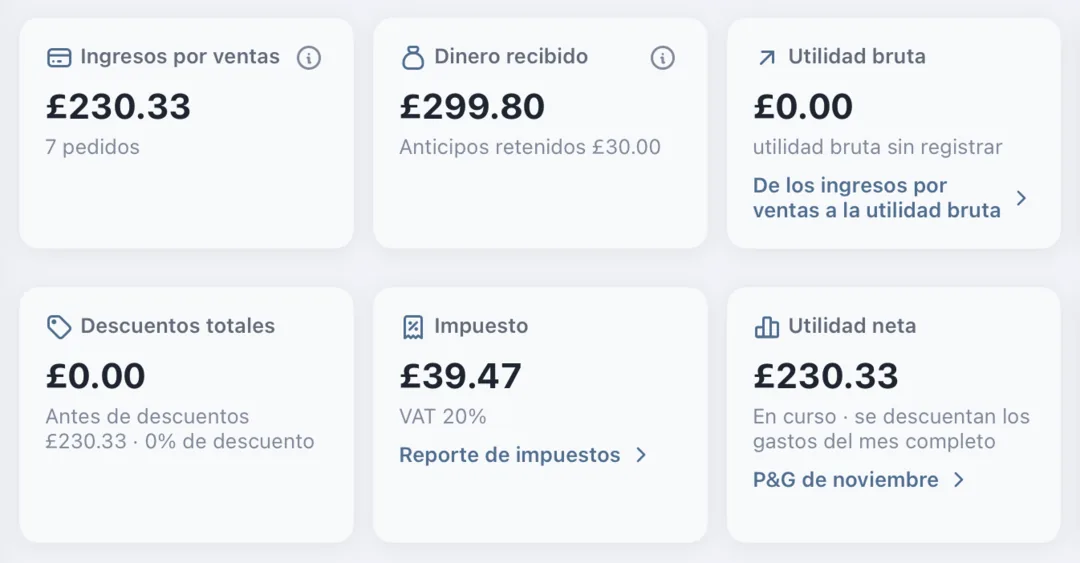 Ingresos por ventas
£230.33
7 pedidos
Dinero recibido
£299.80
Anticipos retenidos £30.00
Utilidad bruta
£0.00
utilidad bruta sin registrar
De los ingresos por
ventas a la utilidad bruta
Descuentos totales
£0.00
Antes de descuentos
£230.33 · 0% de descuento
Impuesto
£39.47
VAT 20%
Reporte de impuestos
Utilidad neta
£230.33
En curso · se descuentan los
gastos del mes completo
P&G de noviembre